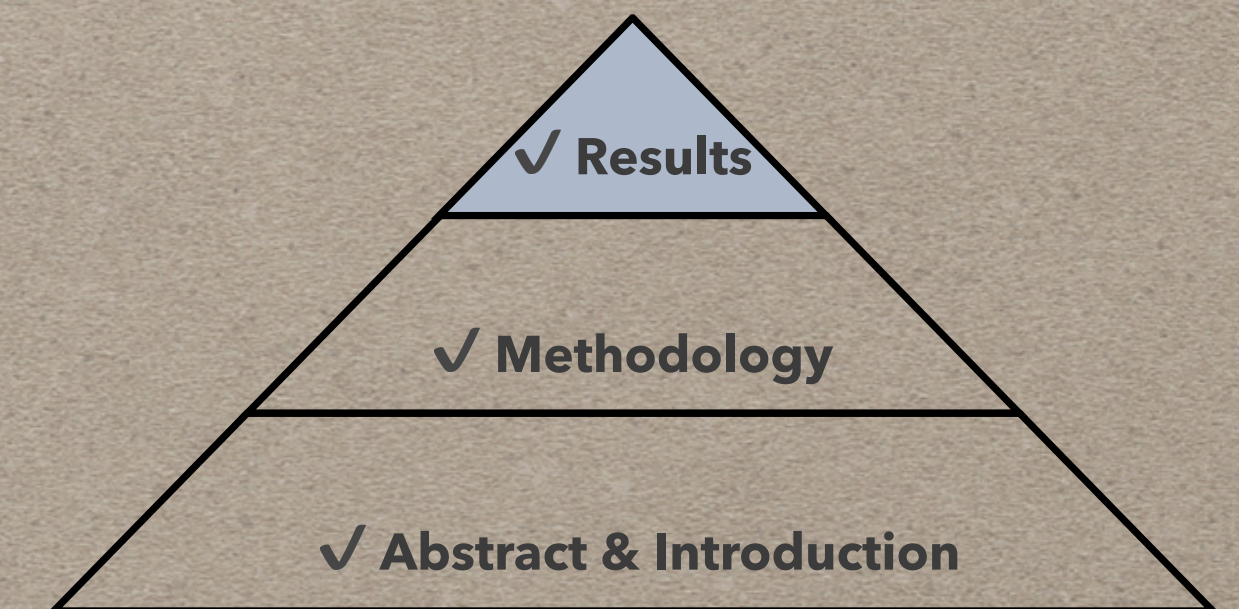 ✓ Results
✓ Methodology
✓ Abstract & Introduction